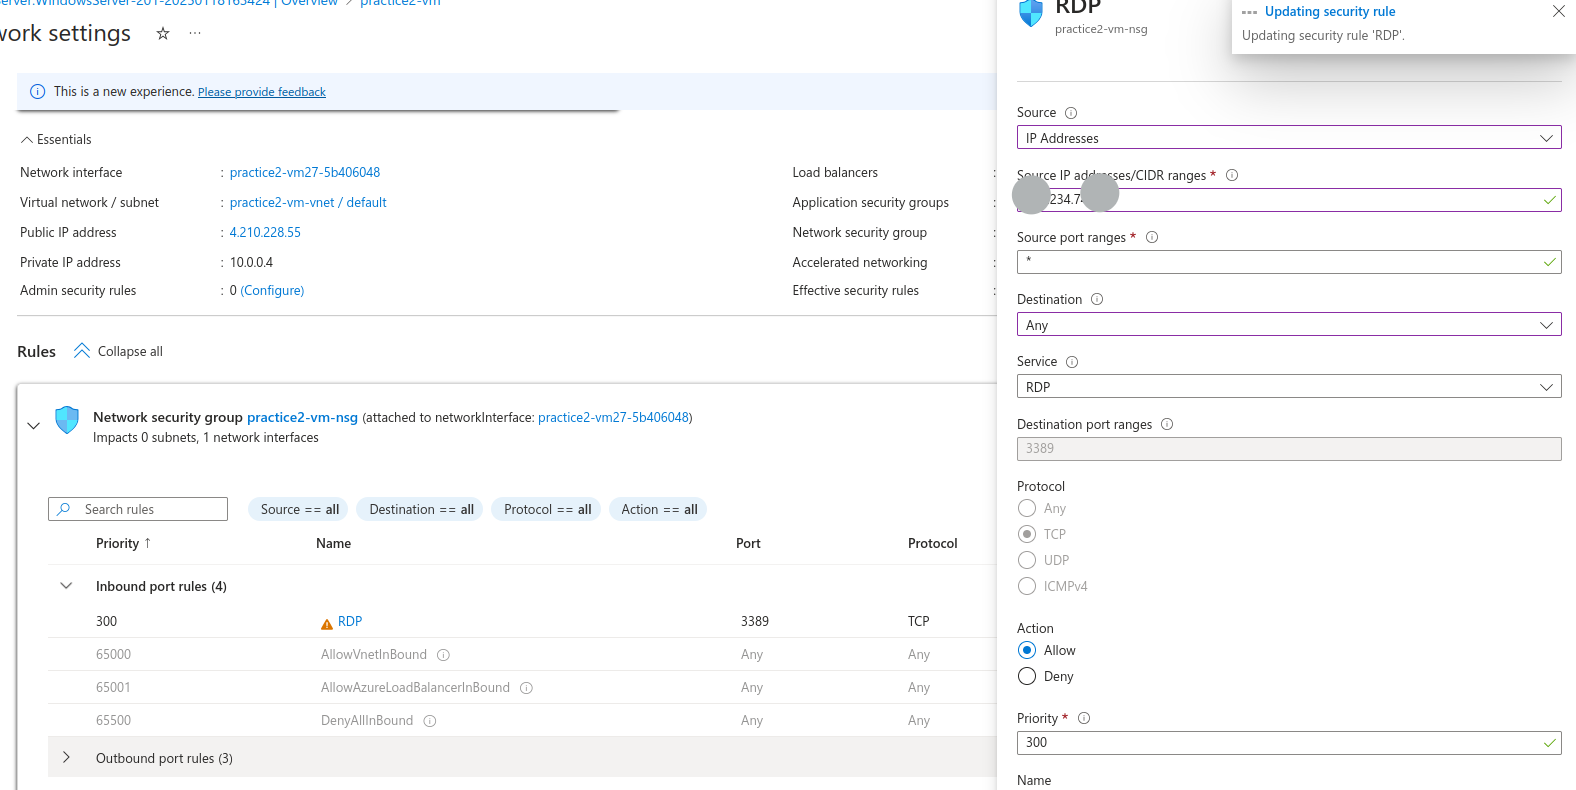 Server.WindowsServer-201-20250118163424 | Overview > practice2-vm
work settings
This is a new experience. Please provide feedback
Essentials
Network interface : practice2-vm27-5b406048
Virtual network / subnet : practice2-vm-vnet / default
Public IP address : 4.210.228.55
Private IP address : 10.0.0.4
Admin security rules : 0 (Configure)
Load balancers :
Application security groups :
Network security group :
Accelerated networking :
Effective security rules :
Rules Collapse all
Network security group practice2-vm-nsg (attached to networkInterface: practice2-vm27-5b406048)
Impacts 0 subnets, 1 network interfaces
Search rules
Source == all
Destination == all
Protocol == all
Action == all
Priority ↑ Name Port Protocol
Inbound port rules (4)
300 RDP 3389 TCP
65000 AllowVnetInBound Any Any
65001 AllowAzureLoadBalancerInBound Any Any
65500 DenyAllInBound Any Any
Outbound port rules (3)
RDP
practice2-vm-nsg
Updating security rule
Updating security rule 'RDP'.
Source
IP Addresses
Source IP addresses/CIDR ranges *
234.7
Source port ranges *
*
Destination
Any
Service
RDP
Destination port ranges
3389
Protocol
Any
TCP
UDP
ICMPv4
Action
Allow
Deny
Priority *
300
Name